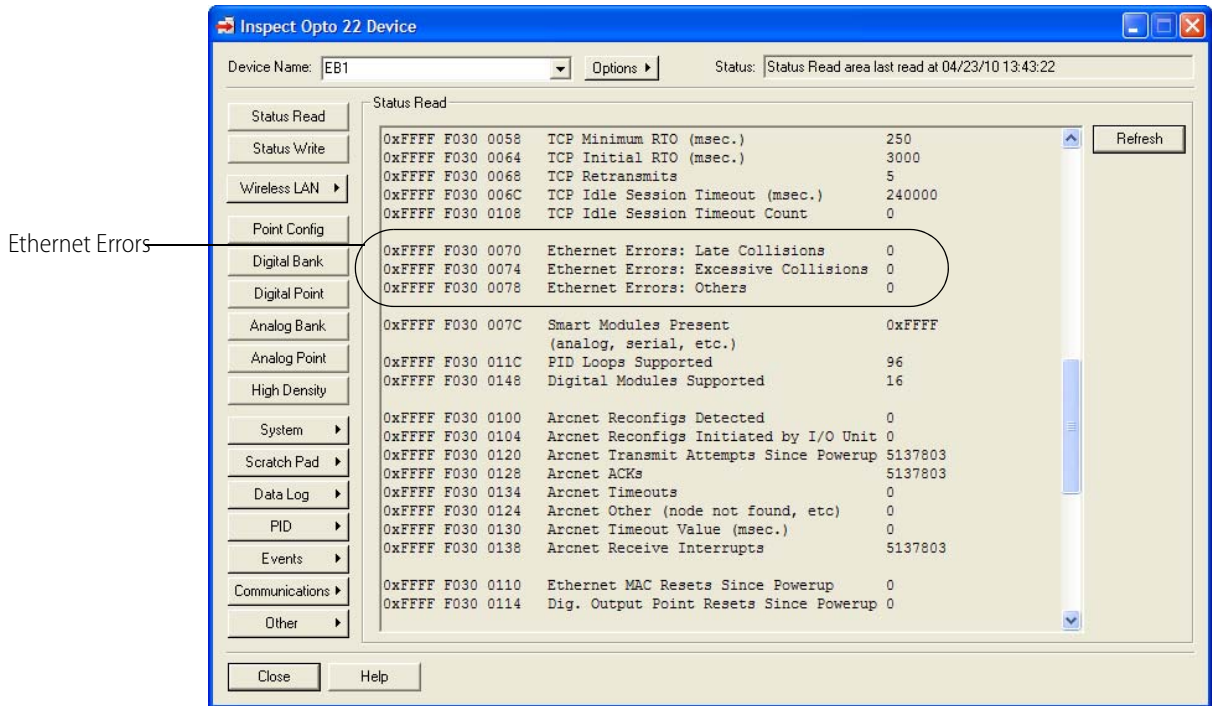 Inspect Opto 22 Device
Device Name: EB1 Options Status: Status Read area last read at 04/23/10 13:43:22
Status Read
Status Write
Wireless LAN
Point Config
Digital Bank
Digital Point
Analog Bank
Analog Point
High Density
System
Scratch Pad
Data Log
PID
Events
Communications
Other
Status Read
0xFFFF F030 0058 TCP Minimum RTO (msec.) 250
0xFFFF F030 0064 TCP Initial RTO (msec.) 3000
0xFFFF F030 0068 TCP Retransmits 5
0xFFFF F030 006C TCP Idle Session Timeout (msec.) 240000
0xFFFF F030 0108 TCP Idle Session Timeout Count 0
0xFFFF F030 0070 Ethernet Errors: Late Collisions 0
0xFFFF F030 0074 Ethernet Errors: Excessive Collisions 0
0xFFFF F030 0078 Ethernet Errors: Others 0
0xFFFF F030 007C Smart Modules Present 0xFFFF
(analog, serial, etc.)
0xFFFF F030 011C PID Loops Supported 96
0xFFFF F030 0148 Digital Modules Supported 16
0xFFFF F030 0100 Arcnet Reconfigs Detected 0
0xFFFF F030 0104 Arcnet Reconfigs Initiated by I/O Unit 0
0xFFFF F030 0120 Arcnet Transmit Attempts Since Powerup 5137803
0xFFFF F030 0128 Arcnet ACKs 5137803
0xFFFF F030 0134 Arcnet Timeouts 0
0xFFFF F030 0124 Arcnet Other (node not found, etc) 0
0xFFFF F030 0130 Arcnet Timeout Value (msec.) 0
0xFFFF F030 0138 Arcnet Receive Interrupts 5137803
0xFFFF F030 0110 Ethernet MAC Resets Since Powerup 0
0xFFFF F030 0114 Dig. Output Point Resets Since Powerup 0
Refresh
Ethernet Errors
Close Help